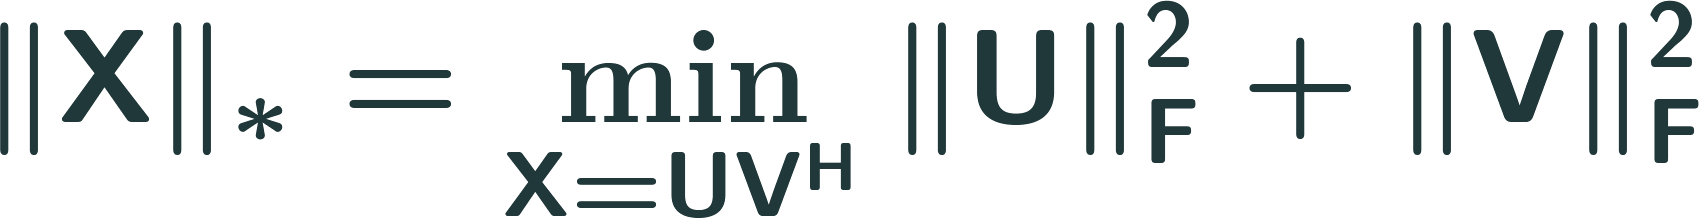 ‖X‖_* = min_{X=UV^H} ‖U‖_F^2 + ‖V‖_F^2